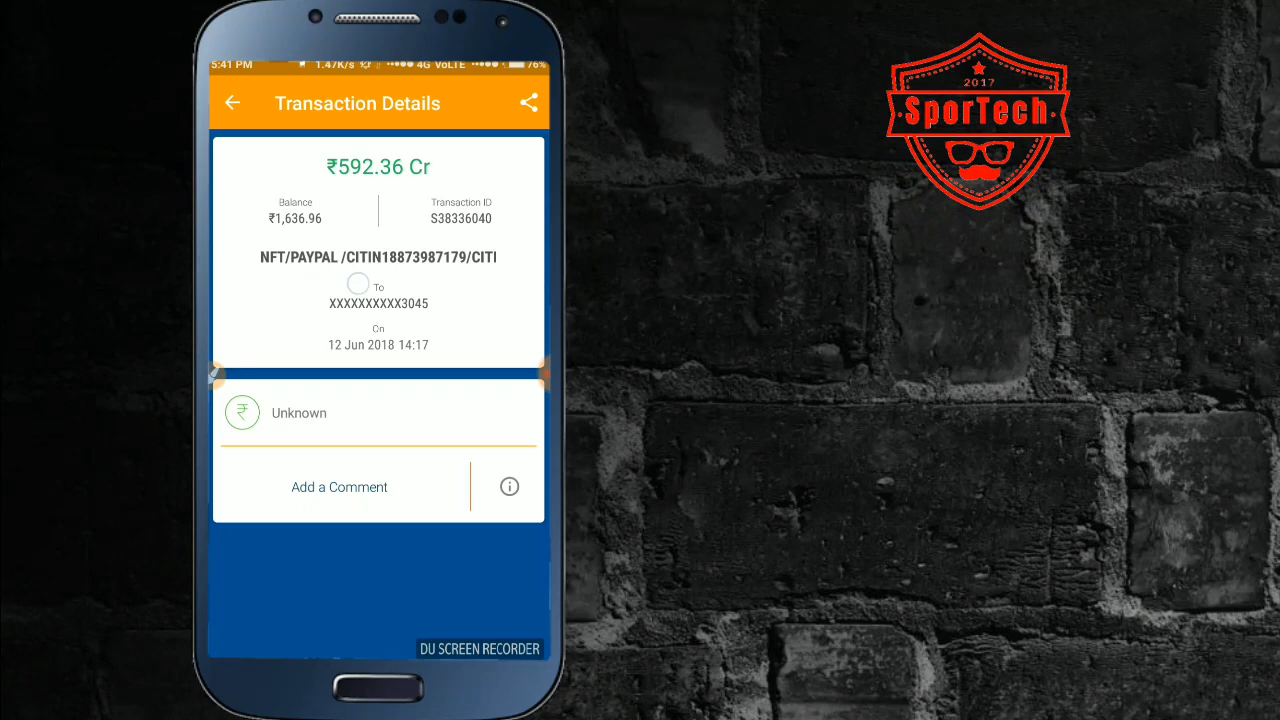 5:41 PM 1.47K/s 4G VoLTE 76%
Transaction Details
₹592.36 Cr
Balance Transaction ID
₹1,636.96 S38336040
NFT/PAYPAL /CITIN18873987179/CITI
To
XXXXXXXXXX3045
On
12 Jun 2018 14:17
Unknown
Add a Comment
DU SCREEN RECORDER
2017
SporTech